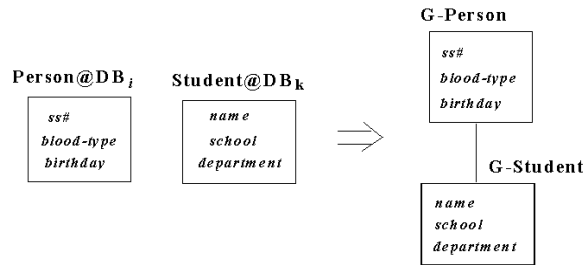 Person@DBi
ss#
blood-type
birthday
Student@DBk
name
school
department
G-Person
ss#
blood-type
birthday
G-Student
name
school
department